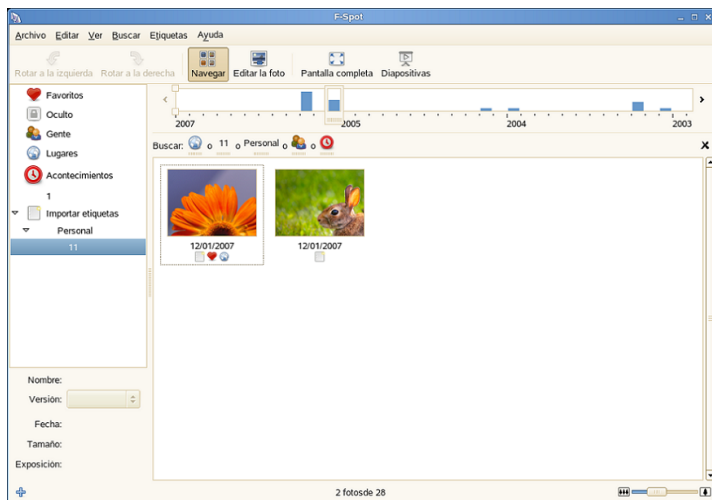 F-Spot
Archivo Editar Ver Buscar Etiquetas Ayuda
Rotar a la izquierda Rotar a la derecha Navegar Editar la foto Pantalla completa Diapositivas
Favoritos
Oculto
Gente
Lugares
Acontecimientos
1
Importar etiquetas
Personal
11
2007 2005 2004 2003
Buscar: o 11 o Personal o o
12/01/2007 12/01/2007
Nombre:
Versión:
Fecha:
Tamaño:
Exposición:
2 fotosde 28